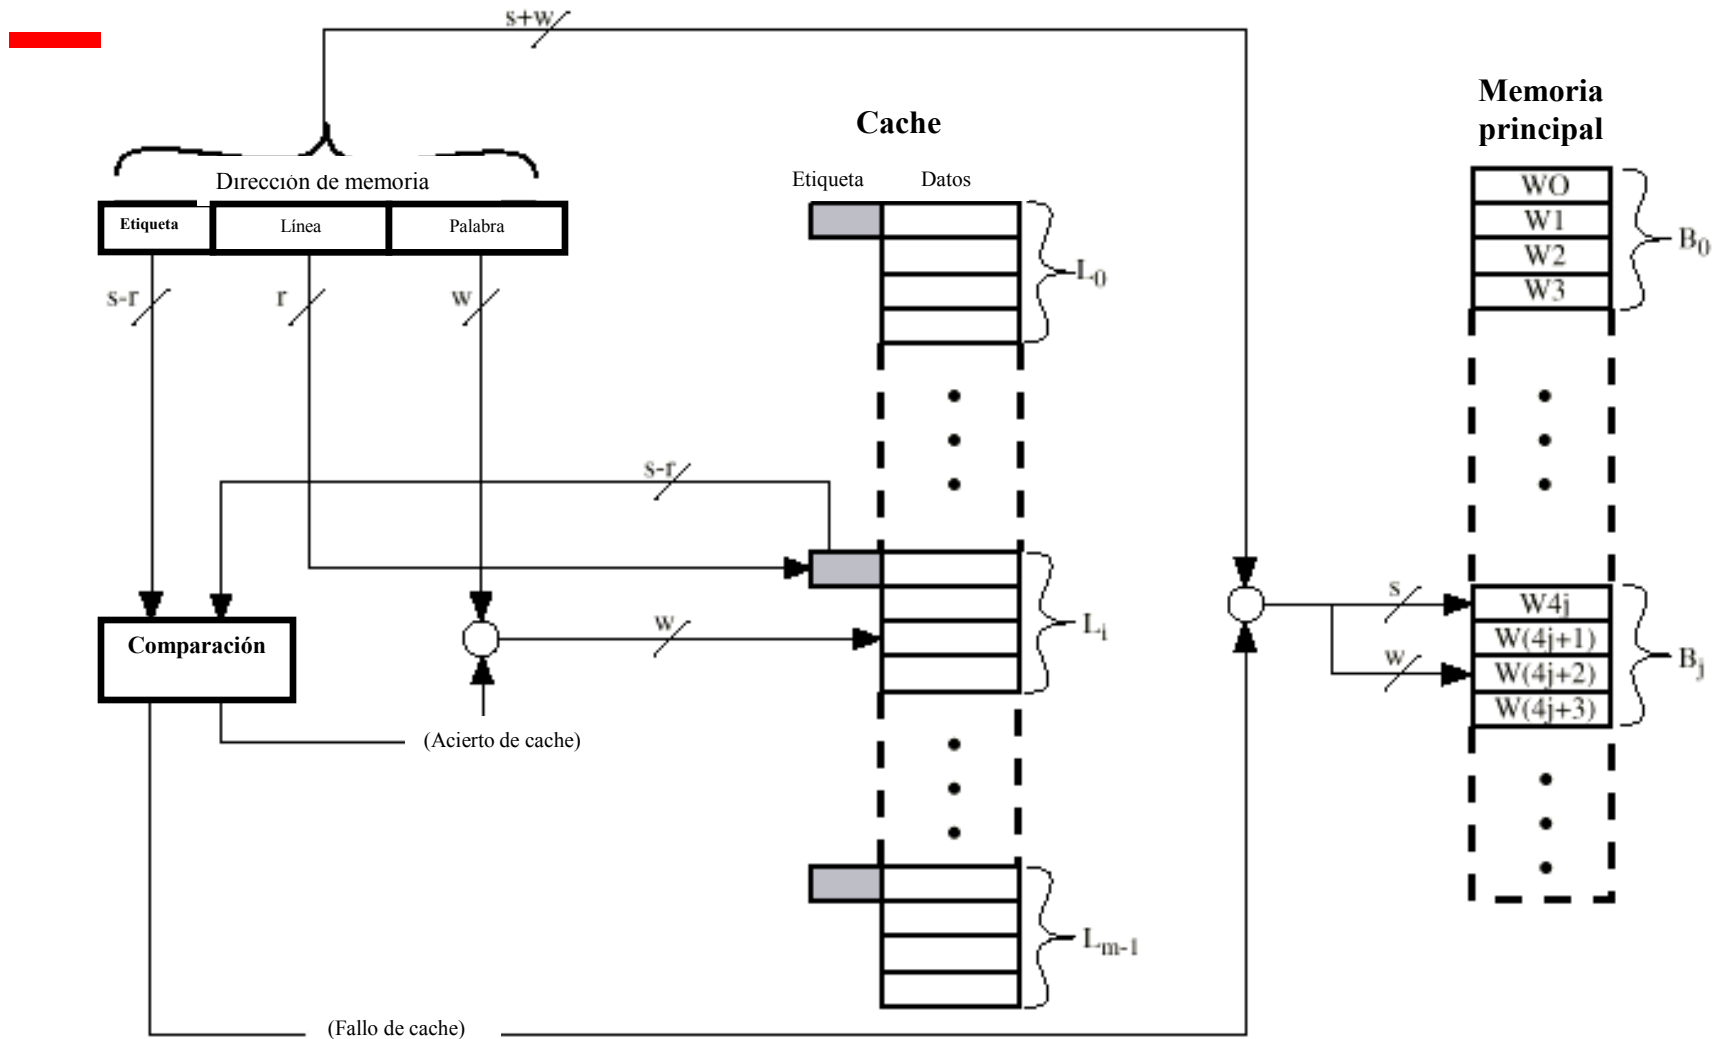 s+w
Memoria
principal
Cache
Dirección de memoria
Etiqueta Datos
Etiqueta Línea Palabra
W0
W1
W2
W3
B0
L0
s-r r w
s-r
s
W4j
W(4j+1)
W(4j+2)
W(4j+3)
Bj
w
Li
w
Comparación
(Acierto de cache)
Lm-1
(Fallo de cache)